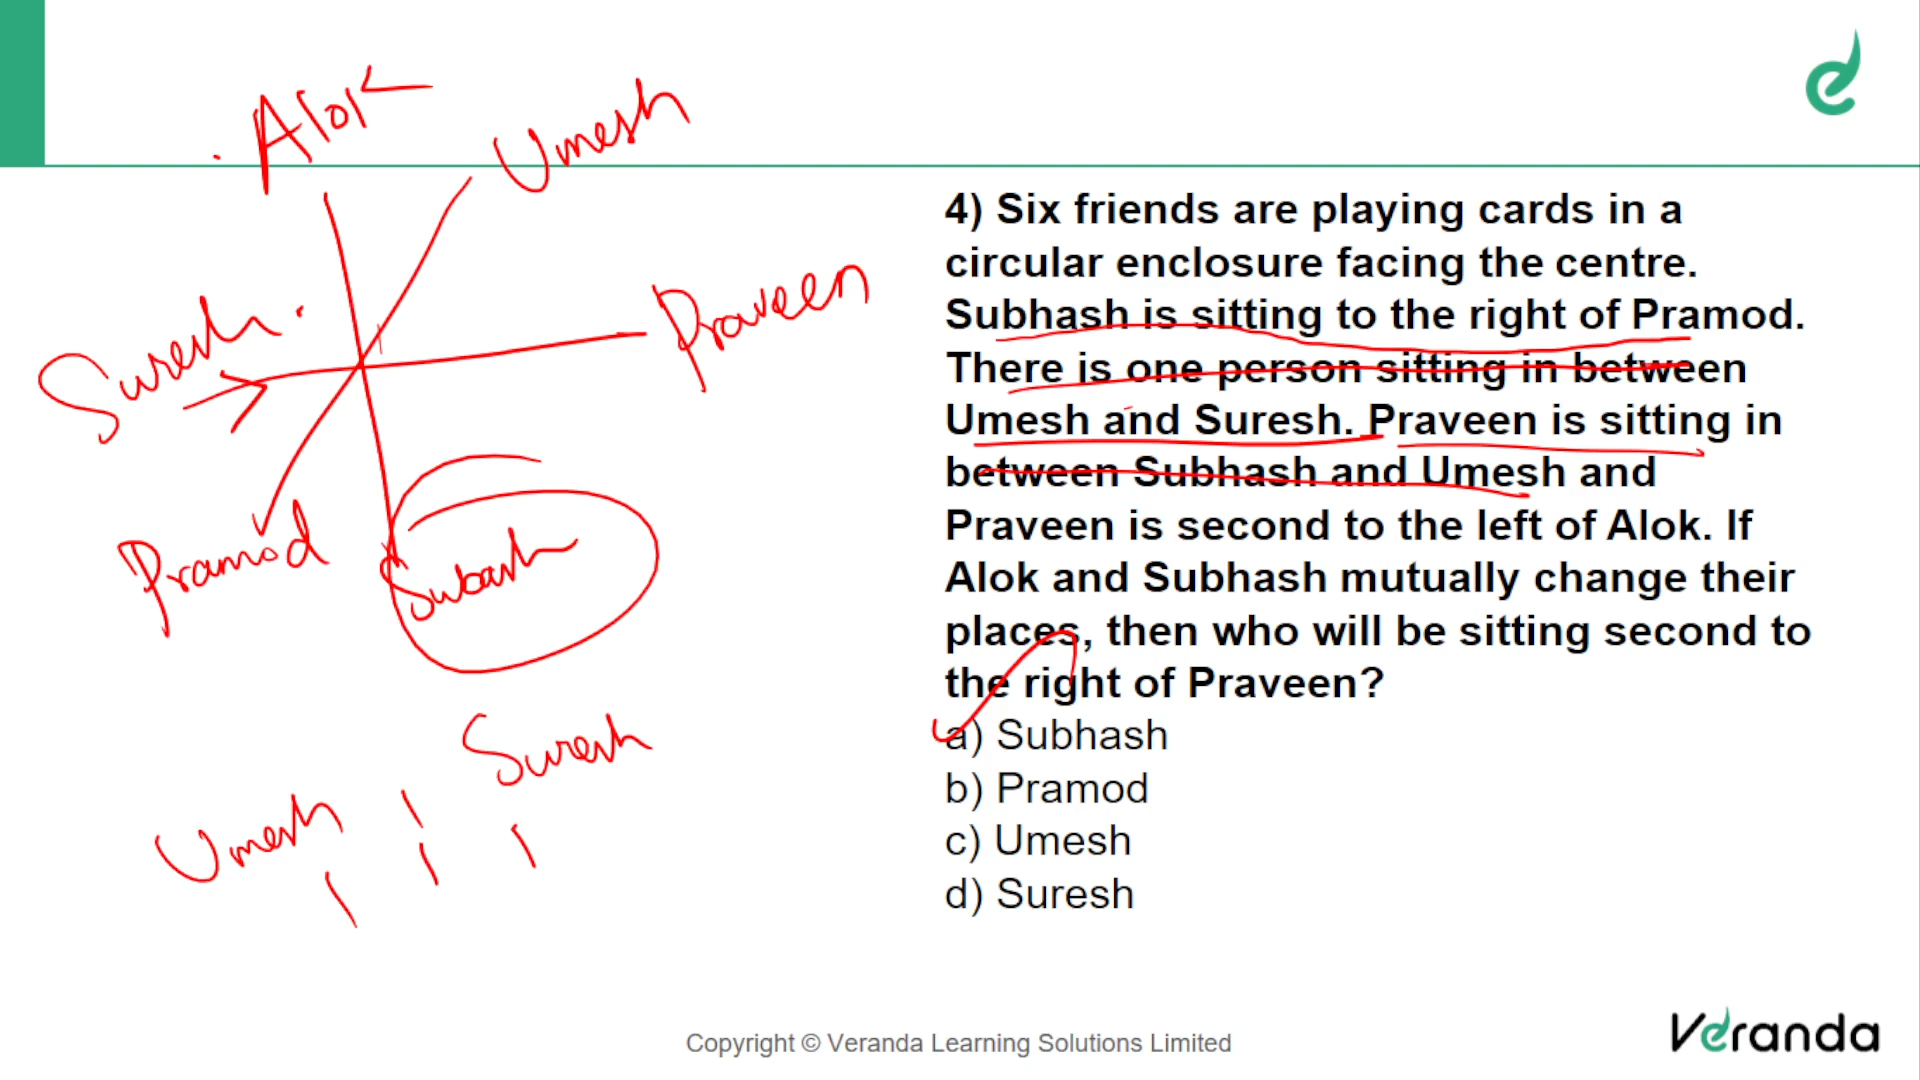 Alok
Umesh
Praveen
Suresh
Pramod
Subash
Suresh
Umesh
4) Six friends are playing cards in a
circular enclosure facing the centre.
Subhash is sitting to the right of Pramod.
There is one person sitting in between
Umesh and Suresh. Praveen is sitting in
between Subhash and Umesh and
Praveen is second to the left of Alok. If
Alok and Subhash mutually change their
places, then who will be sitting second to
the right of Praveen?
a) Subhash
b) Pramod
c) Umesh
d) Suresh
Copyright © Veranda Learning Solutions Limited
Veranda